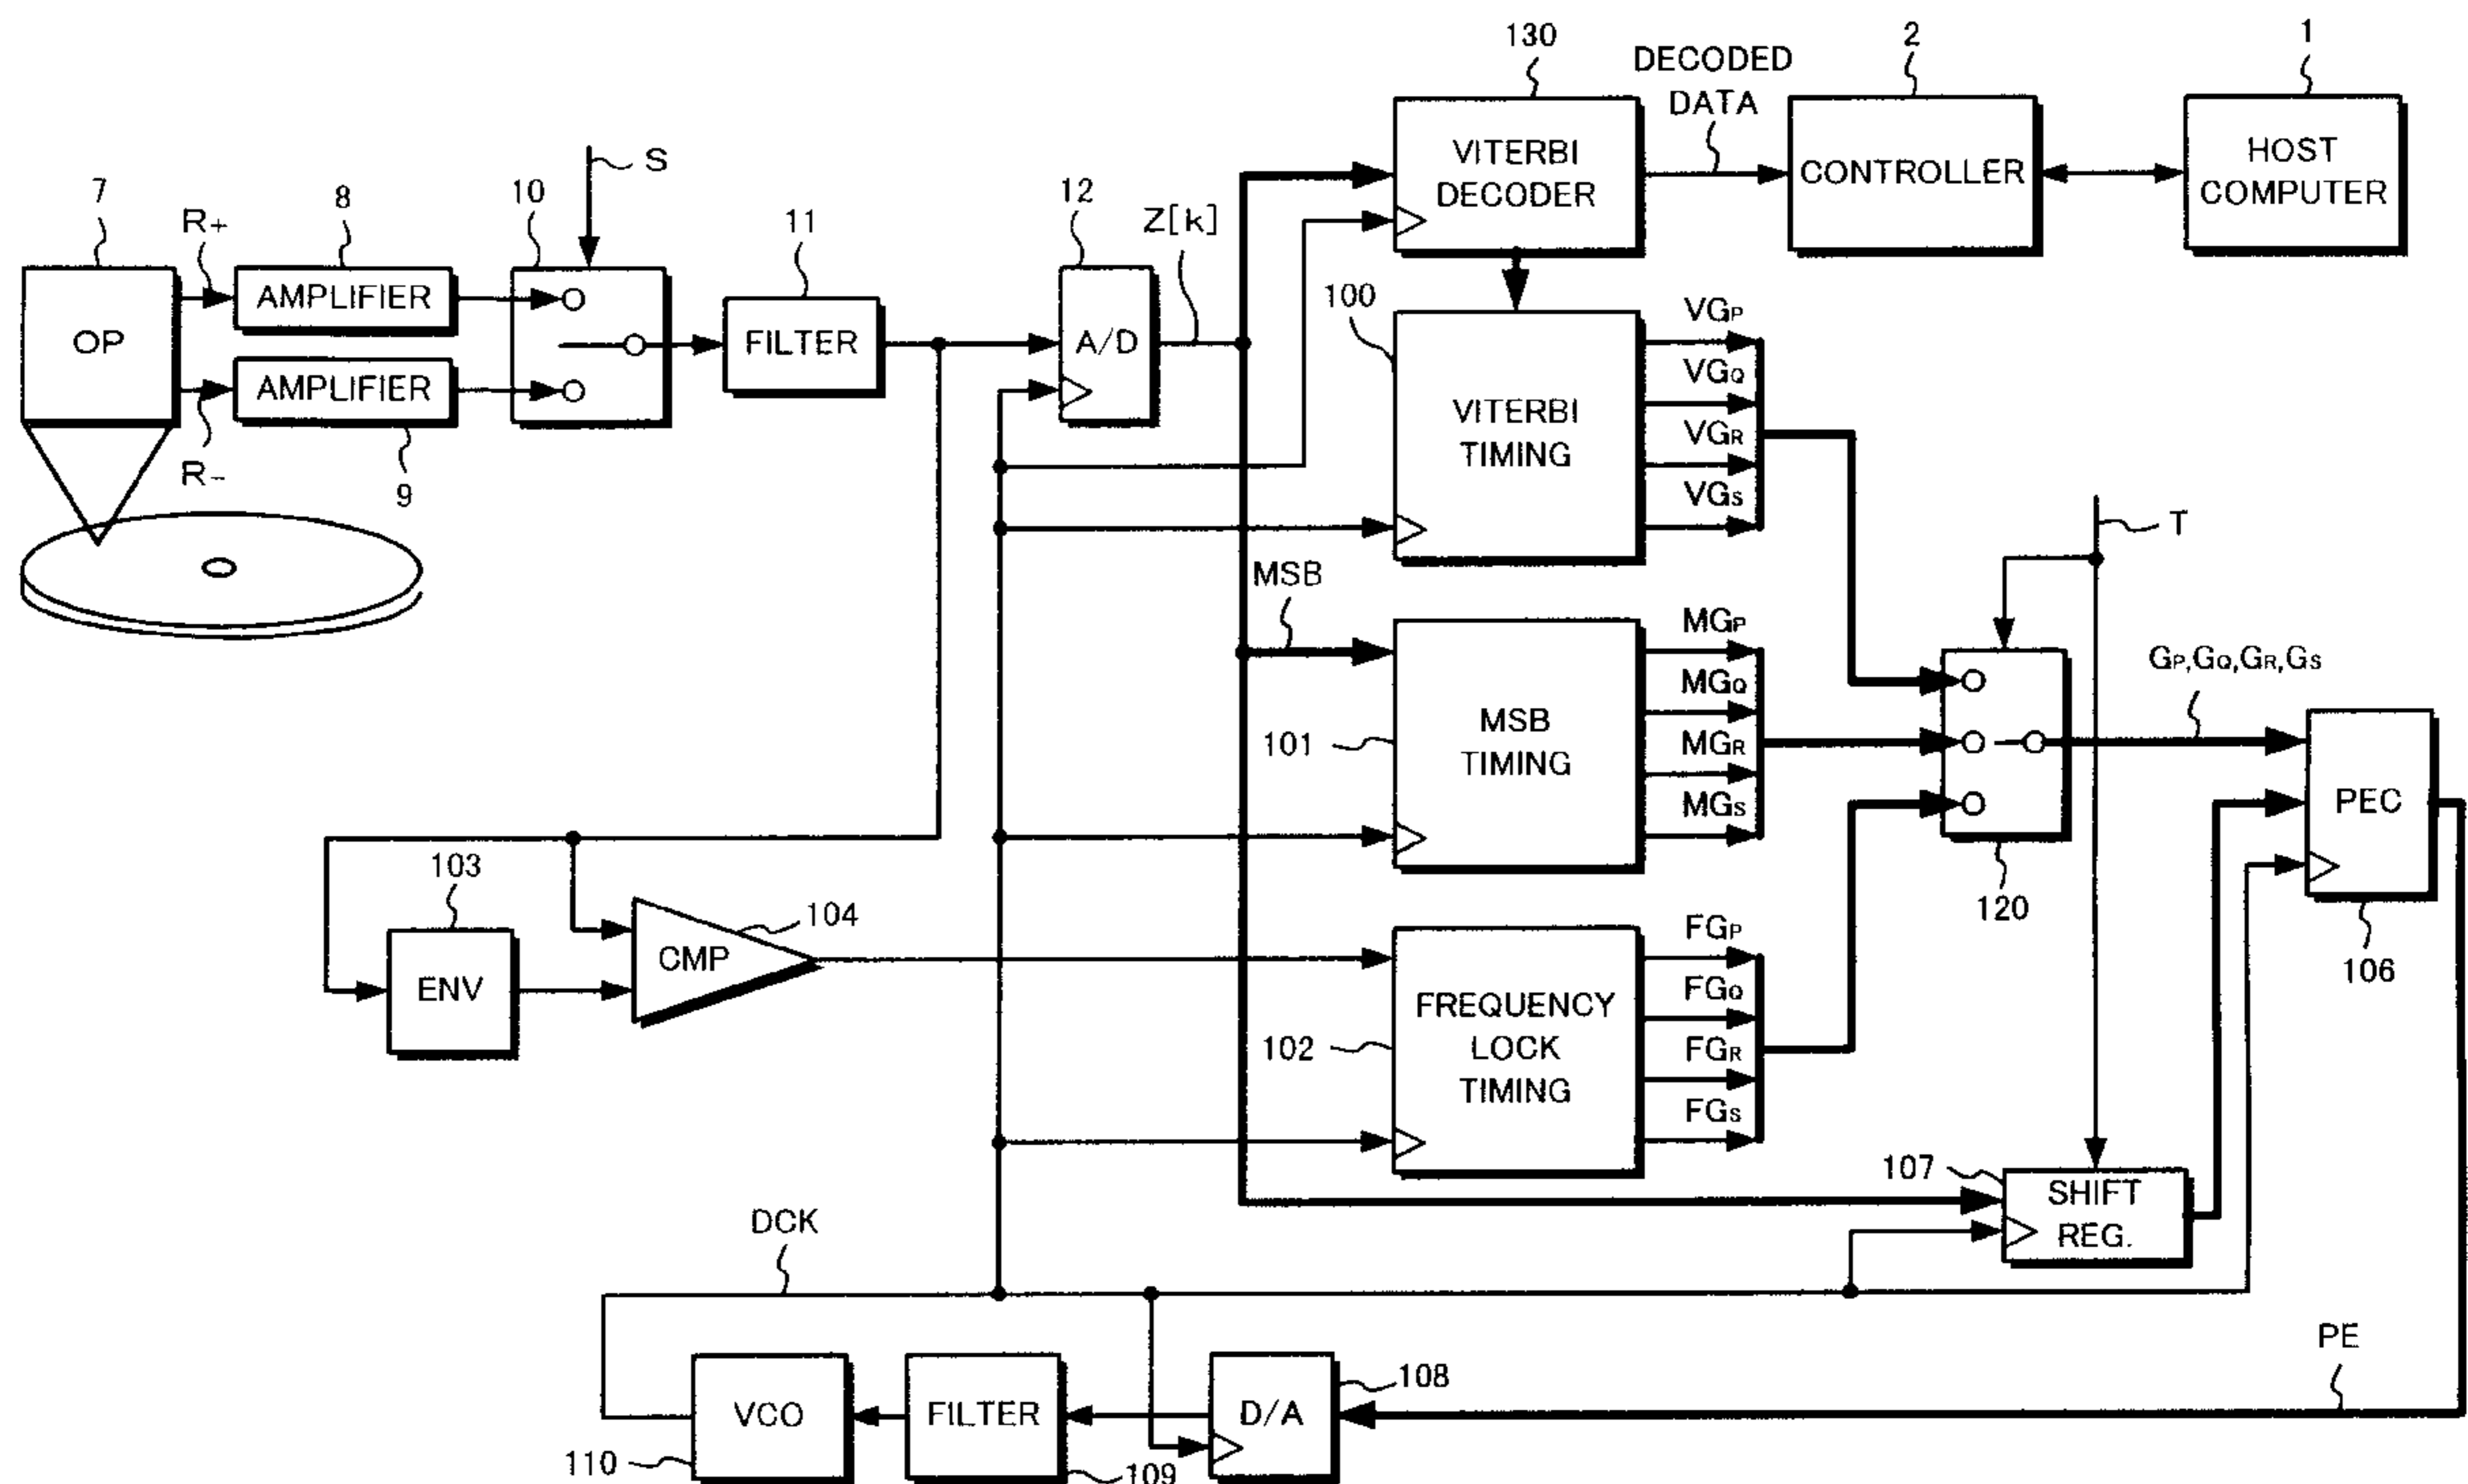 130
DECODED
DATA
2
1
VITERBI
DECODER
CONTROLLER
HOST
COMPUTER
S
7
R+
8
10
11
12
Z[k]
OP
AMPLIFIER
AMPLIFIER
FILTER
A/D
R-
9
100
VITERBI
TIMING
VGP
VGQ
VGR
VGS
T
MSB
101
MSB
TIMING
MGP
MGQ
MGR
MGS
GP,GQ,GR,GS
120
PEC
106
103
ENV
104
CMP
102
FREQUENCY
LOCK
TIMING
FGP
FGQ
FGR
FGS
107
SHIFT
REG.
DCK
PE
VCO
110
FILTER
109
D/A
108